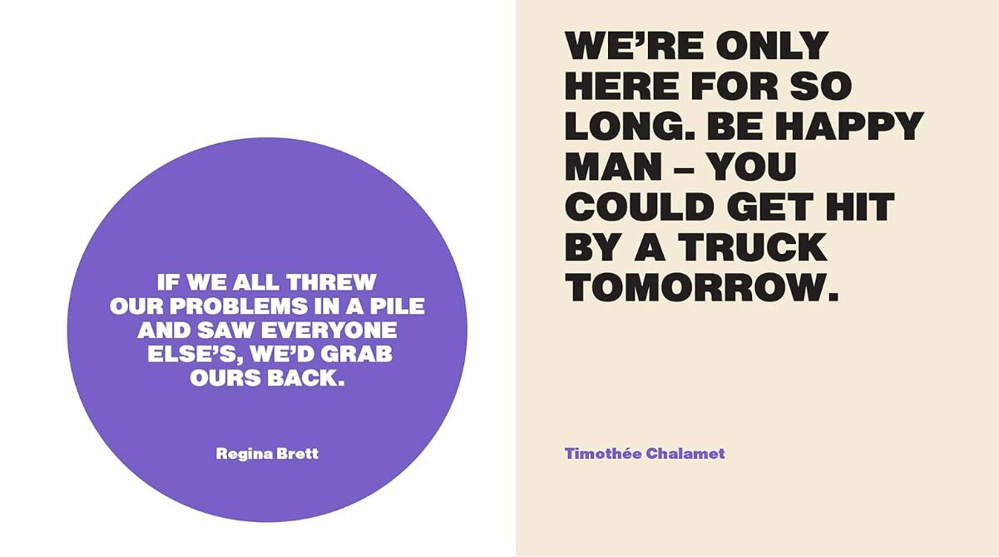 IF WE ALL THREW
OUR PROBLEMS IN A PILE
AND SAW EVERYONE
ELSE’S, WE’D GRAB
OURS BACK.
Regina Brett
WE’RE ONLY
HERE FOR SO
LONG. BE HAPPY
MAN – YOU
COULD GET HIT
BY A TRUCK
TOMORROW.
Timothée Chalamet